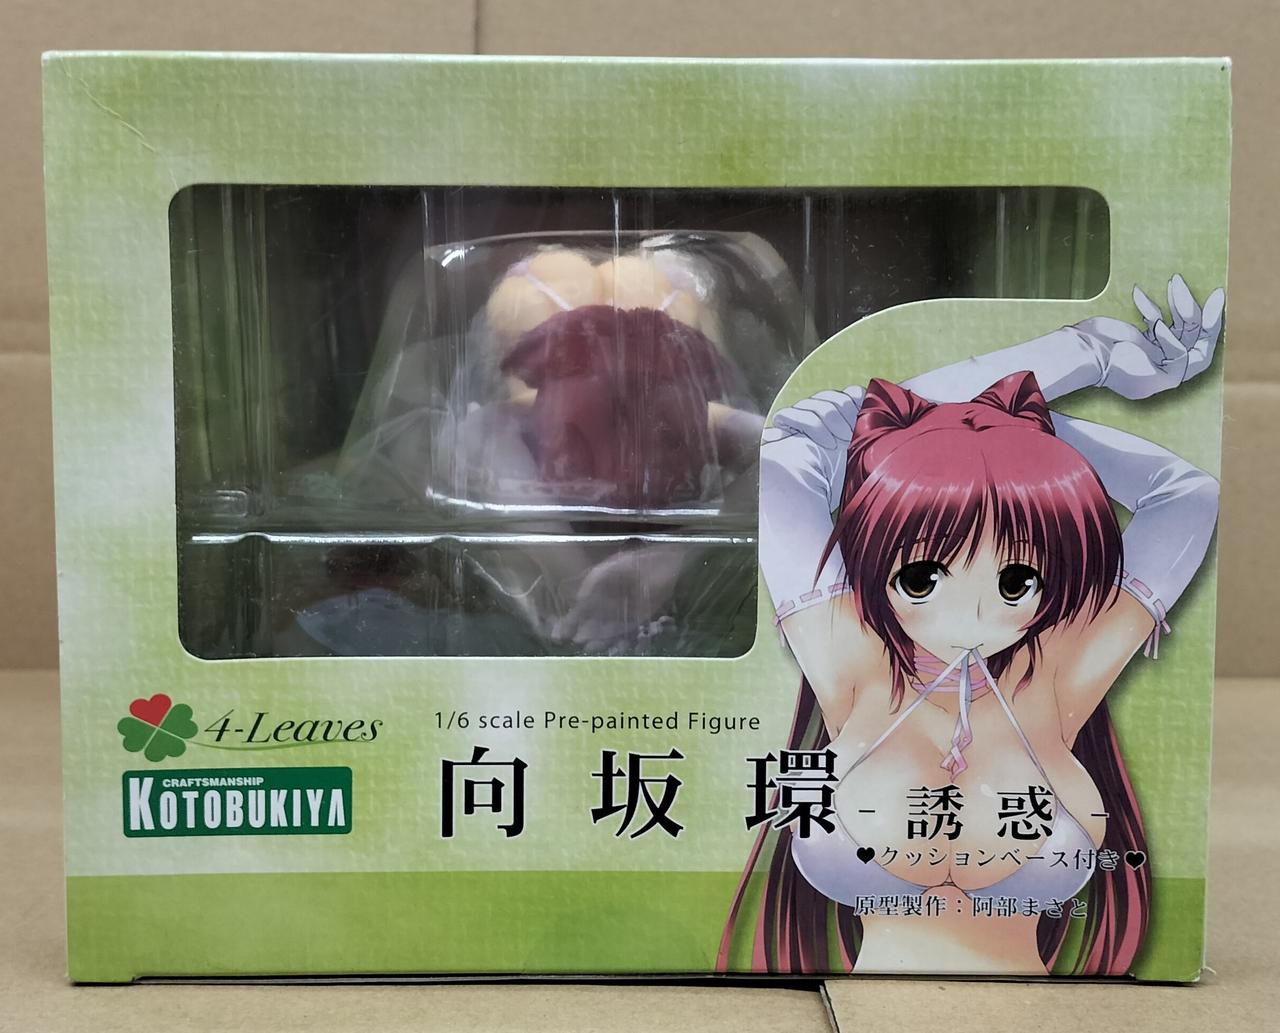 4-Leaves
CRAFTSMANSHIP
KOTOBUKIYA
1/6 scale Pre-painted Figure
向坂環 - 誘惑 -
♥クッションベース付き♥
原型製作：阿部まさと